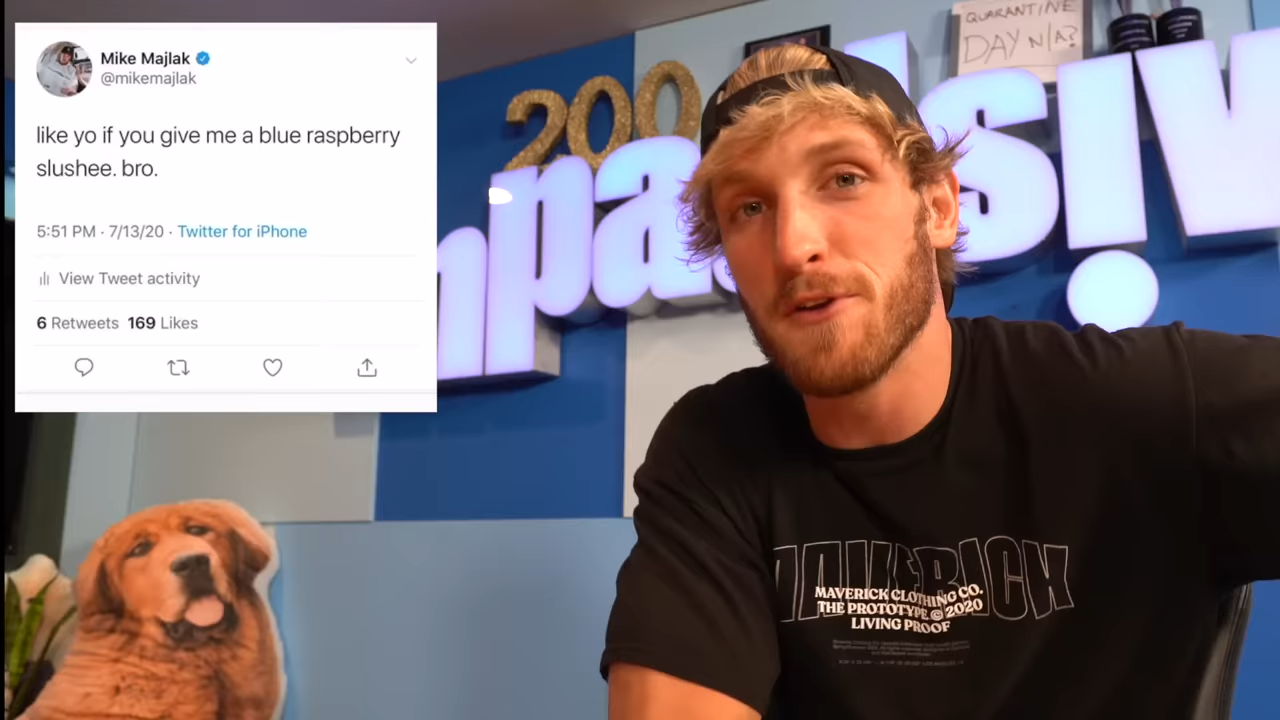 Mike Majlak
@mikemajlak
like yo if you give me a blue raspberry
slushee. bro.
5:51 PM · 7/13/20 · Twitter for iPhone
View Tweet activity
6 Retweets 169 Likes
200
QUARANTINE
DAY N/A?
MAVERICK
MAVERICK CLOTHING CO.
THE PROTOTYPE © 2020
LIVING PROOF